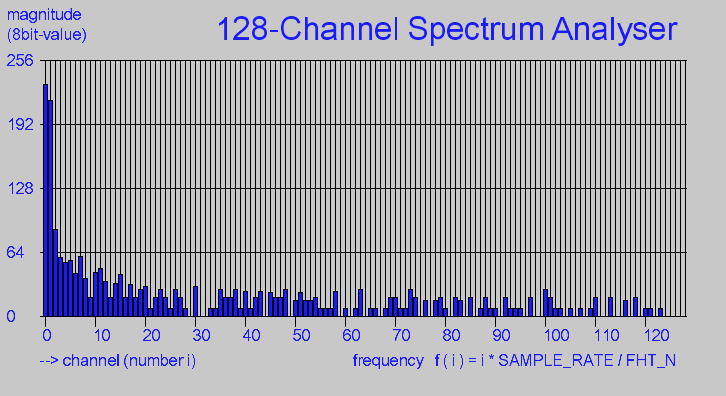 magnitude
(8bit-value)
128-Channel Spectrum Analyser
256
192
128
64
0
0 10 20 30 40 50 60 70 80 90 100 110 120
--> channel (number i)
frequency f ( i ) = i * SAMPLE_RATE / FHT_N